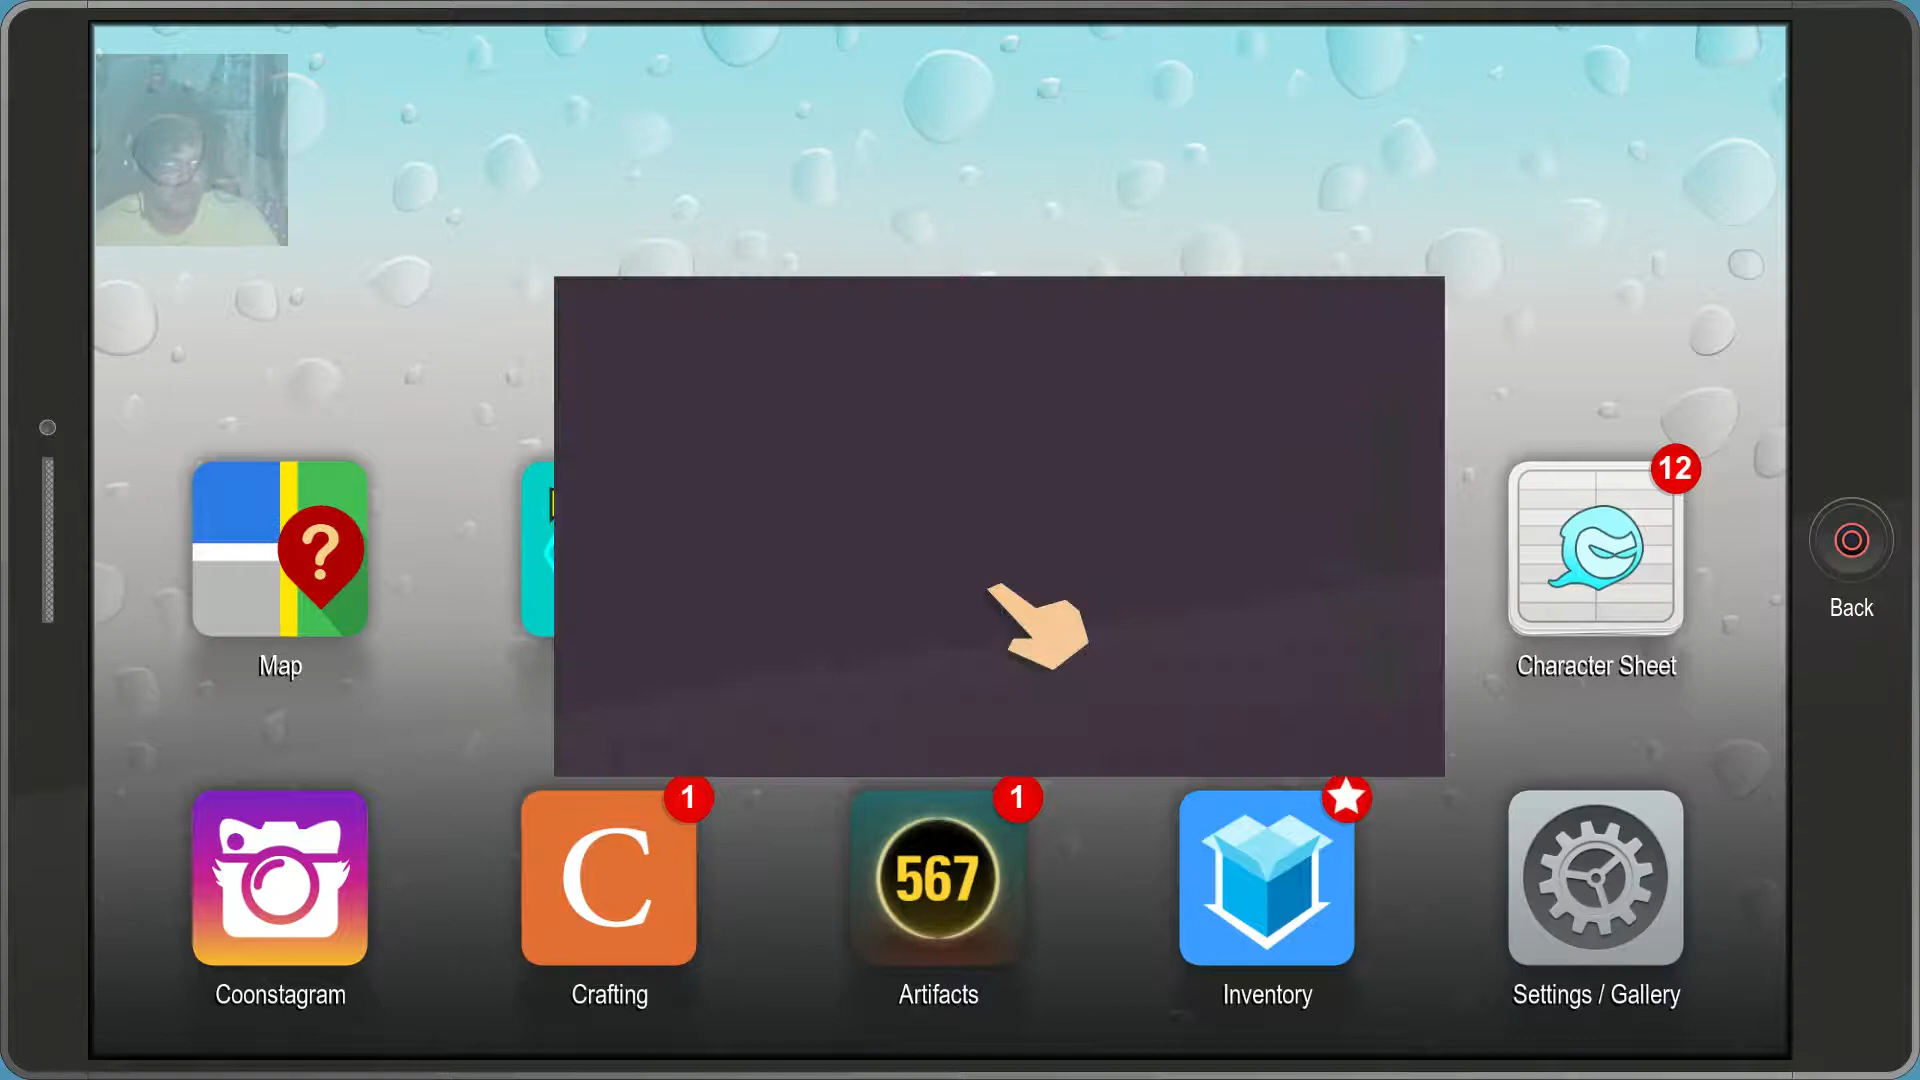 ?
12
Map
Character Sheet
Back
1
1
C
567
Coonstagram
Crafting
Artifacts
Inventory
Settings / Gallery